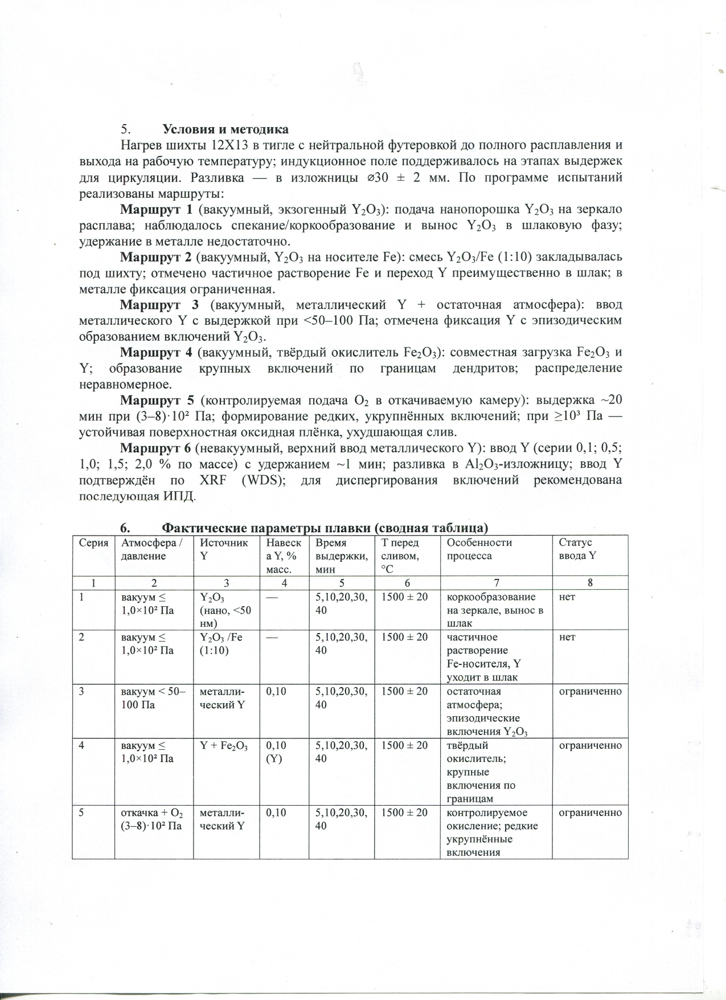 5. Условия и методика
Нагрев шихты 12Х13 в тигле с нейтральной футеровкой до полного расплавления и
выхода на рабочую температуру; индукционное поле поддерживалось на этапах выдержек
для циркуляции. Разливка — в изложницы ⌀30 ± 2 мм. По программе испытаний
реализованы маршруты:
Маршрут 1 (вакуумный, экзогенный Y₂O₃): подача нанопорошка Y₂O₃ на зеркало
расплава; наблюдалось спекание/коркообразование и вынос Y₂O₃ в шлаковую фазу;
удержание в металле недостаточно.
Маршрут 2 (вакуумный, Y₂O₃ на носителе Fe): смесь Y₂O₃/Fe (1:10) закладывалась
под шихту; отмечено частичное растворение Fe и переход Y преимущественно в шлак; в
металле фиксация ограниченная.
Маршрут 3 (вакуумный, металлический Y + остаточная атмосфера): ввод
металлического Y с выдержкой при <50–100 Па; отмечена фиксация Y с эпизодическим
образованием включений Y₂O₃.
Маршрут 4 (вакуумный, твёрдый окислитель Fe₂O₃): совместная загрузка Fe₂O₃ и
Y; образование крупных включений по границам дендритов; распределение
неравномерное.
Маршрут 5 (контролируемая подача O₂ в откачиваемую камеру): выдержка ~20
мин при (3–8)·10² Па; формирование редких, укрупнённых включений; при ≥10³ Па —
устойчивая поверхностная оксидная плёнка, ухудшающая слив.
Маршрут 6 (невакуумный, верхний ввод металлического Y): ввод Y (серии 0,1; 0,5;
1,0; 1,5; 2,0 % по массе) с удержанием ~1 мин; разливка в Al₂O₃-изложницу; ввод Y
подтверждён по XRF (WDS); для диспергирования включений рекомендована
последующая ИПД.
6. Фактические параметры плавки (сводная таблица)
Серия Атмосфера / Источник Навеск Время Т перед Особенности Статус
давление Y а Y, % выдержки, сливом, процесса ввода Y
масс. мин °C
1 2 3 4 5 6 7 8
1 вакуум ≤ Y₂O₃ — 5,10,20,30, 1500 ± 20 коркообразование нет
1,0×10² Па (нано, <50 40 на зеркале, вынос в
нм) шлак
2 вакуум ≤ Y₂O₃ /Fe — 5,10,20,30, 1500 ± 20 частичное нет
1,0×10² Па (1:10) 40 растворение
Fe-носителя, Y
уходит в шлак
3 вакуум < 50– металли- 0,10 5,10,20,30, 1500 ± 20 остаточная ограниченно
100 Па ческий Y 40 атмосфера;
эпизодические
включения Y₂O₃
4 вакуум ≤ Y + Fe₂O₃ 0,10 5,10,20,30, 1500 ± 20 твёрдый ограниченно
1,0×10² Па (Y) 40 окислитель;
крупные
включения по
границам
5 откачка + O₂ металли- 0,10 5,10,20,30, 1500 ± 20 контролируемое ограниченно
(3–8)·10² Па ческий Y 40 окисление; редкие
укрупнённые
включения